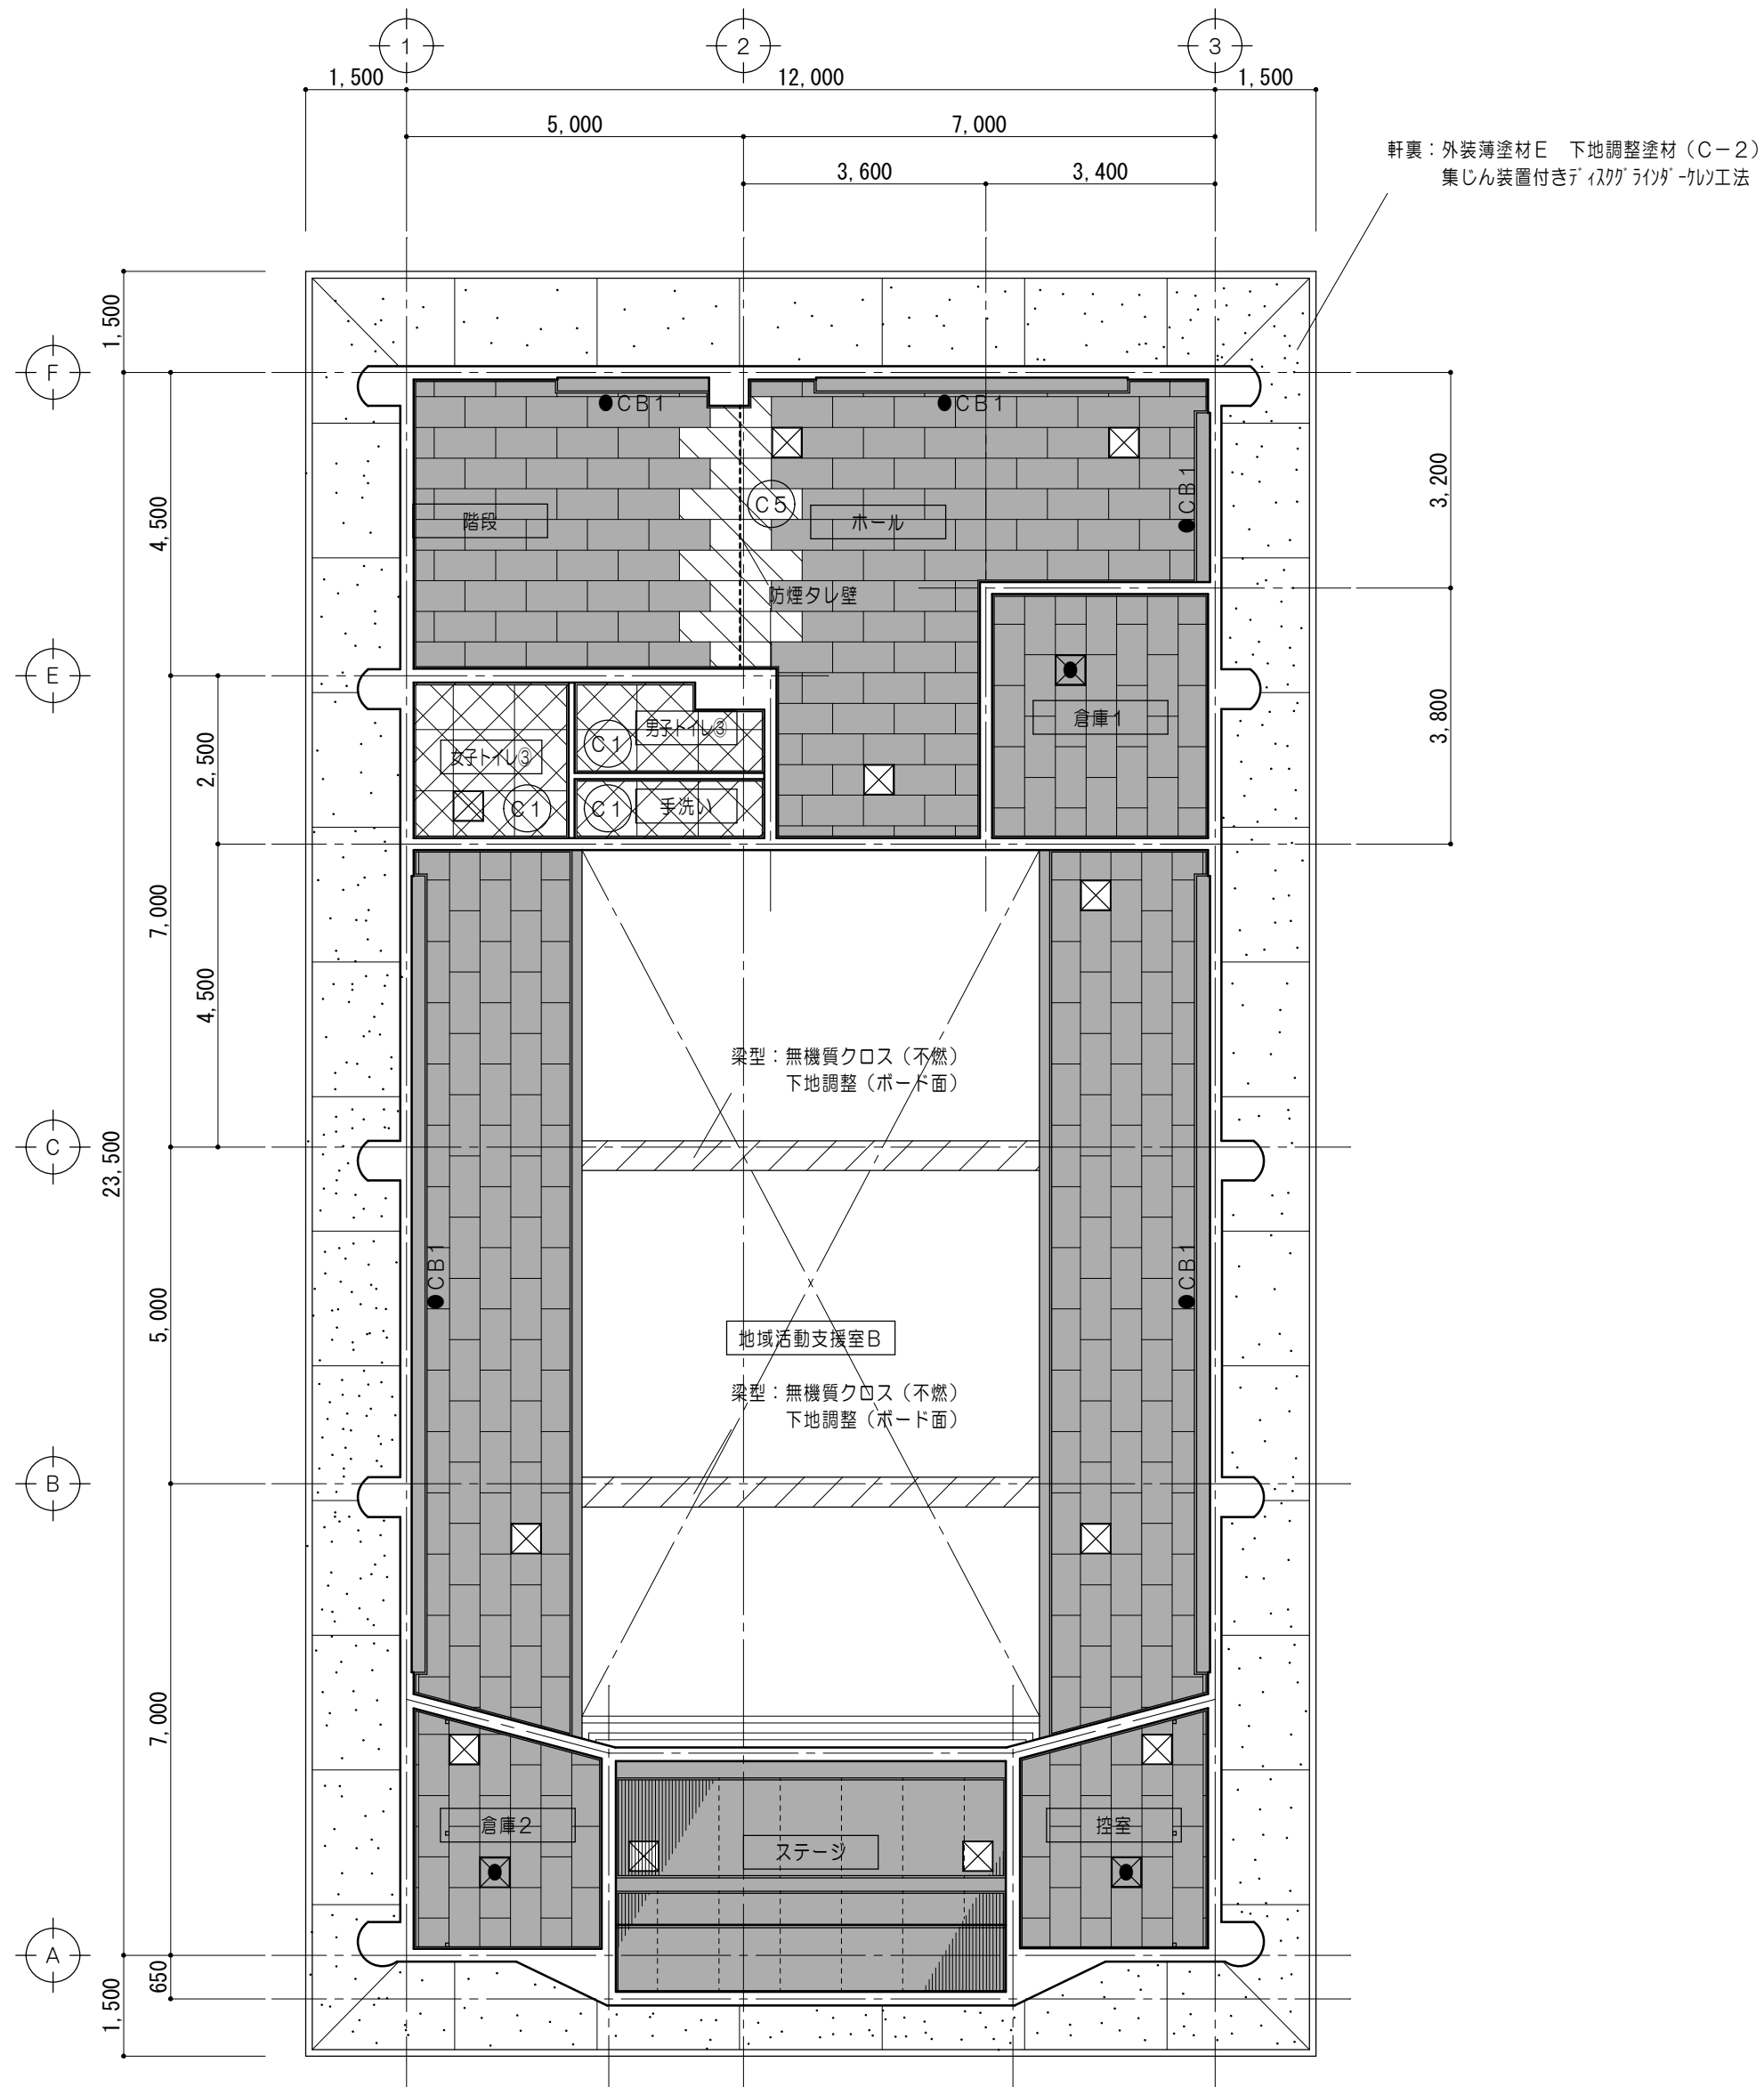 1
2
3
1,500
12,000
1,500
5,000
7,000
3,600
3,400
軒裏：外装薄塗材E　下地調整塗材（C－2）
集じん装置付きﾃﾞｨｽｸｸﾞﾗｲﾝﾀﾞｰｹﾚﾝ工法
1,500
F
CB1
CB1
4,500
階段
C5
ホール
CB1
3,200
防煙タレ壁
E
2,500
女子トイレ③
C1
男子トイレ③
C1
C1
手洗い
倉庫1
3,800
7,000
4,500
梁型：無機質クロス（不燃）
下地調整（ボード面）
C
23,500
CB1
CB1
5,000
地域活動支援室B
梁型：無機質クロス（不燃）
下地調整（ボード面）
B
7,000
倉庫2
ステージ
控室
A
650
1,500